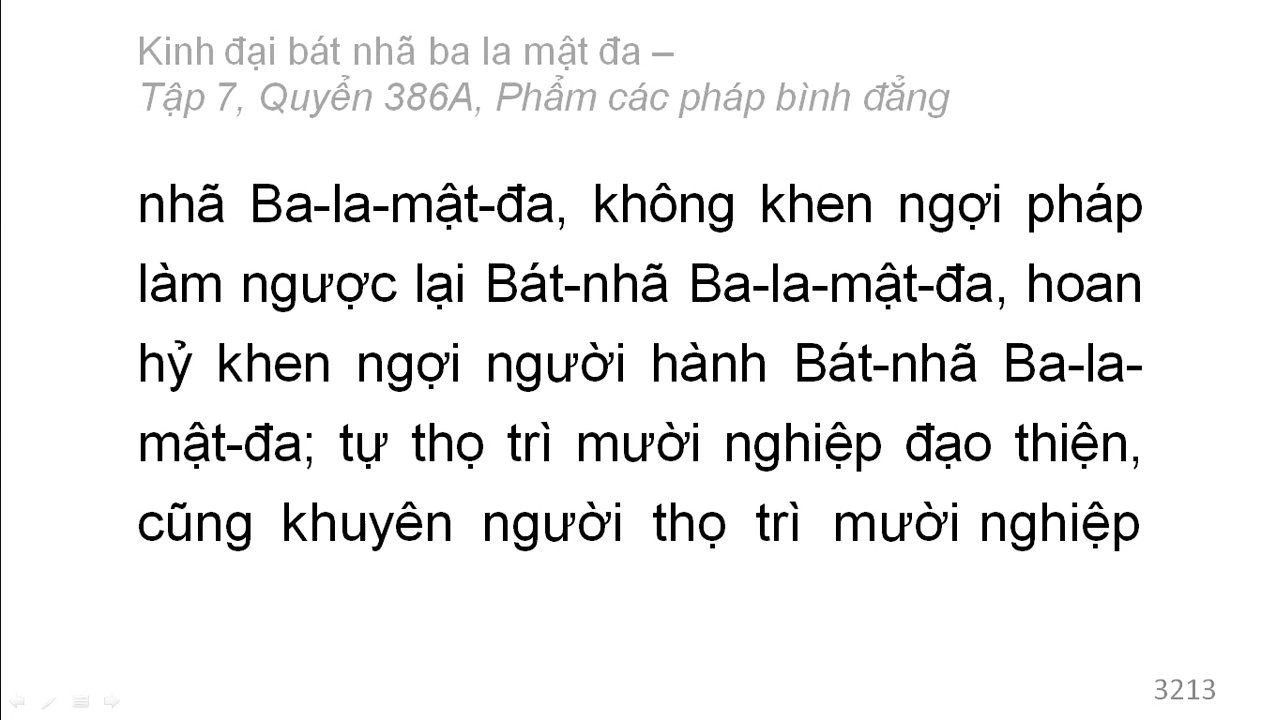 Kinh đại bát nhã ba la mật đa –
Tập 7, Quyển 386A, Phẩm các pháp bình đẳng
nhã Ba-la-mật-đa, không khen ngợi pháp
làm ngược lại Bát-nhã Ba-la-mật-đa, hoan
hỷ khen ngợi người hành Bát-nhã Ba-la-
mật-đa; tự thọ trì mười nghiệp đạo thiện,
cũng khuyên người thọ trì mười nghiệp
3213